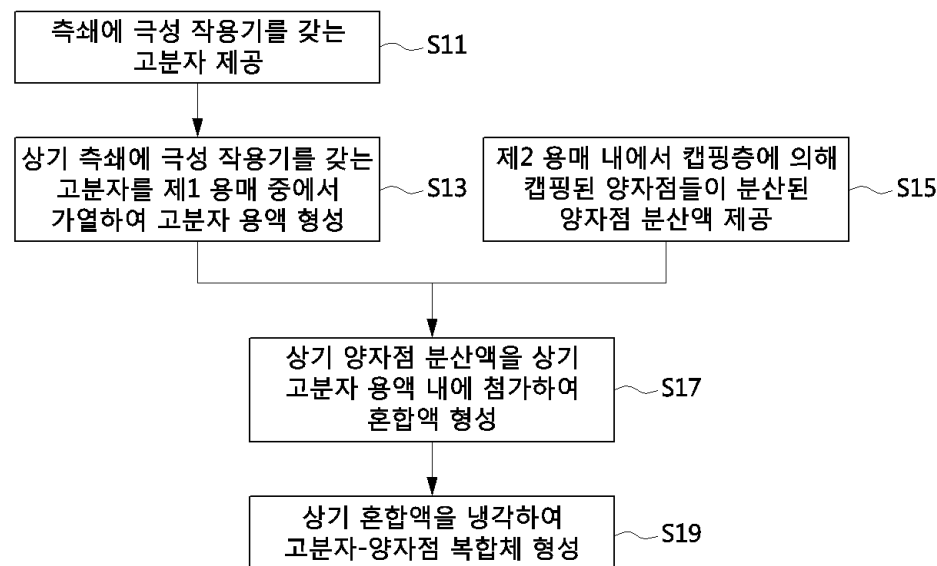 측쇄에 극성 작용기를 갖는
고분자 제공
S11
상기 측쇄에 극성 작용기를 갖는
고분자를 제1 용매 중에서
가열하여 고분자 용액 형성
S13
제2 용매 내에서 캡핑층에 의해
캡핑된 양자점들이 분산된
양자점 분산액 제공
S15
상기 양자점 분산액을 상기
고분자 용액 내에 첨가하여
혼합액 형성
S17
상기 혼합액을 냉각하여
고분자-양자점 복합체 형성
S19